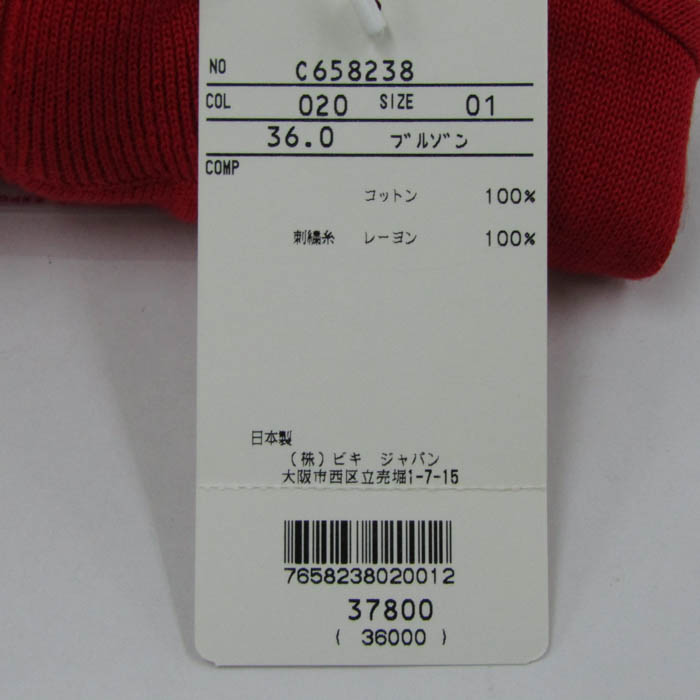 NO C658238
COL 020 SIZE 01
36.0 ブルゾン
COMP
コットン 100%
刺繍糸 レーヨン 100%
日本製
(株)ビキ ジャパン
大阪市西区立売堀1-7-15
7658238020012
37800
( 36000 )